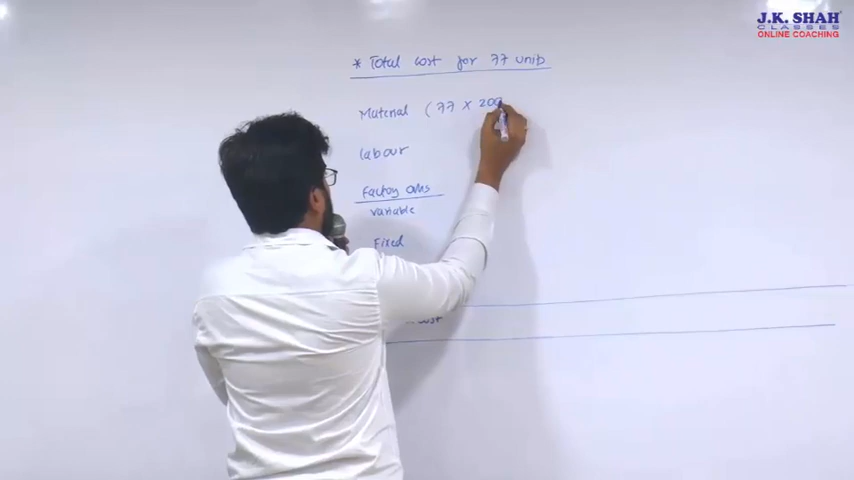 J.K. SHAH
CLASSES
ONLINE COACHING
* Total cost for 77 units
Material (77 X 200
Labour
Factory OHs
variable
Fixed
cost